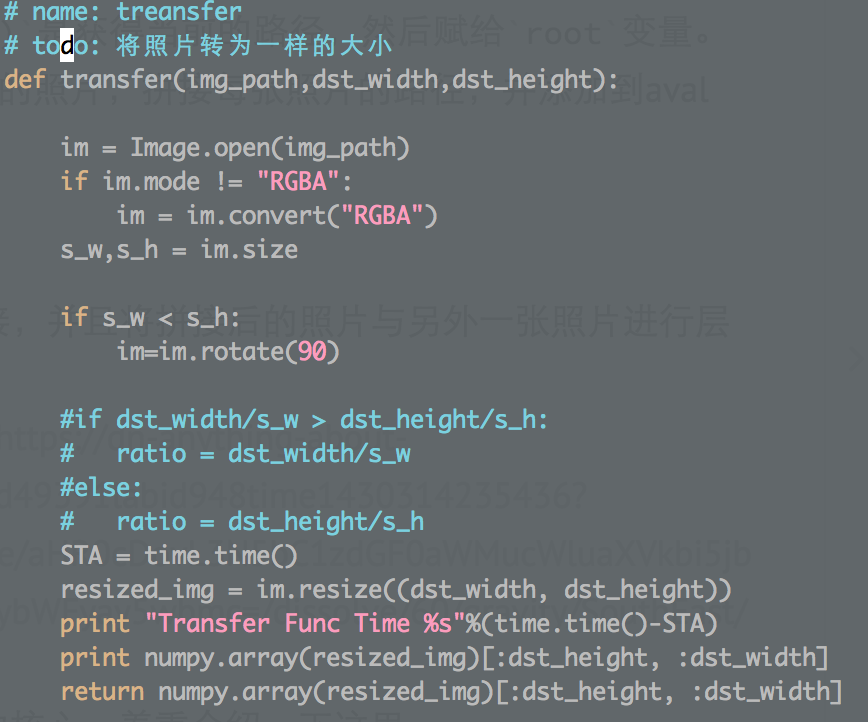 # name: treansfer
# todo: 将照片转为一样的大小
def transfer(img_path,dst_width,dst_height):
im = Image.open(img_path)
if im.mode != "RGBA":
im = im.convert("RGBA")
s_w,s_h = im.size
if s_w < s_h:
im=im.rotate(90)
#if dst_width/s_w > dst_height/s_h:
#   ratio = dst_width/s_w
#else:
#   ratio = dst_height/s_h
STA = time.time()
resized_img = im.resize((dst_width, dst_height))
print "Transfer Func Time %s"%(time.time()-STA)
print numpy.array(resized_img)[:dst_height, :dst_width]
return numpy.array(resized_img)[:dst_height, :dst_width]